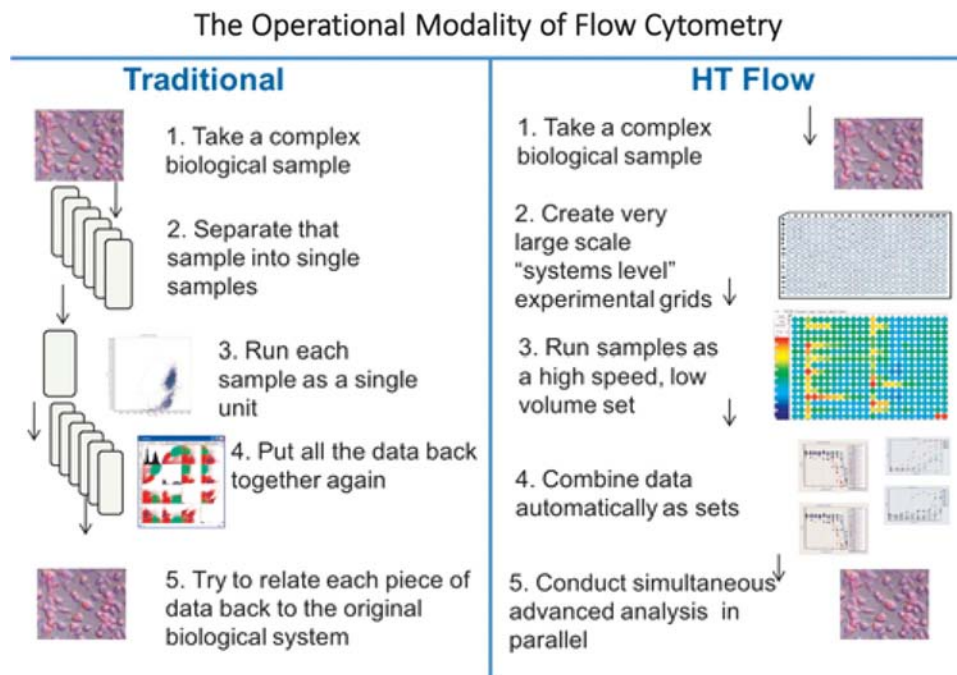 The Operational Modality of Flow Cytometry
Traditional
1. Take a complex
biological sample
2. Separate that
sample into single
samples
3. Run each
sample as a single
unit
4. Put all the data back
together again
5. Try to relate each piece of
data back to the original
biological system
HT Flow
1. Take a complex
biological sample
2. Create very
large scale
“systems level”
experimental grids
3. Run samples as
a high speed, low
volume set
4. Combine data
automatically as sets
5. Conduct simultaneous
advanced analysis in
parallel